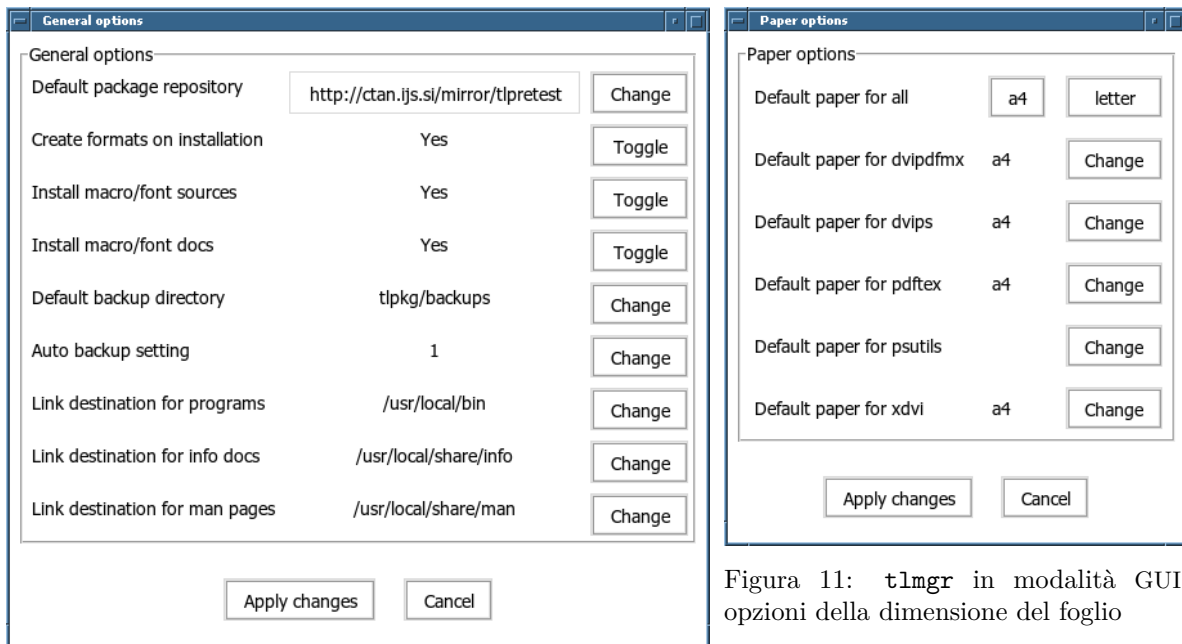 General options
General options
Default package repository http://ctan.ijs.si/mirror/tlpretest Change
Create formats on installation Yes Toggle
Install macro/font sources Yes Toggle
Install macro/font docs Yes Toggle
Default backup directory tlpkg/backups Change
Auto backup setting 1 Change
Link destination for programs /usr/local/bin Change
Link destination for info docs /usr/local/share/info Change
Link destination for man pages /usr/local/share/man Change
Apply changes Cancel
Paper options
Paper options
Default paper for all a4 letter
Default paper for dvipdfmx a4 Change
Default paper for dvips a4 Change
Default paper for pdftex a4 Change
Default paper for psutils Change
Default paper for xdvi a4 Change
Apply changes Cancel
Figura 11: tlmgr in modalità GUI
opzioni della dimensione del foglio